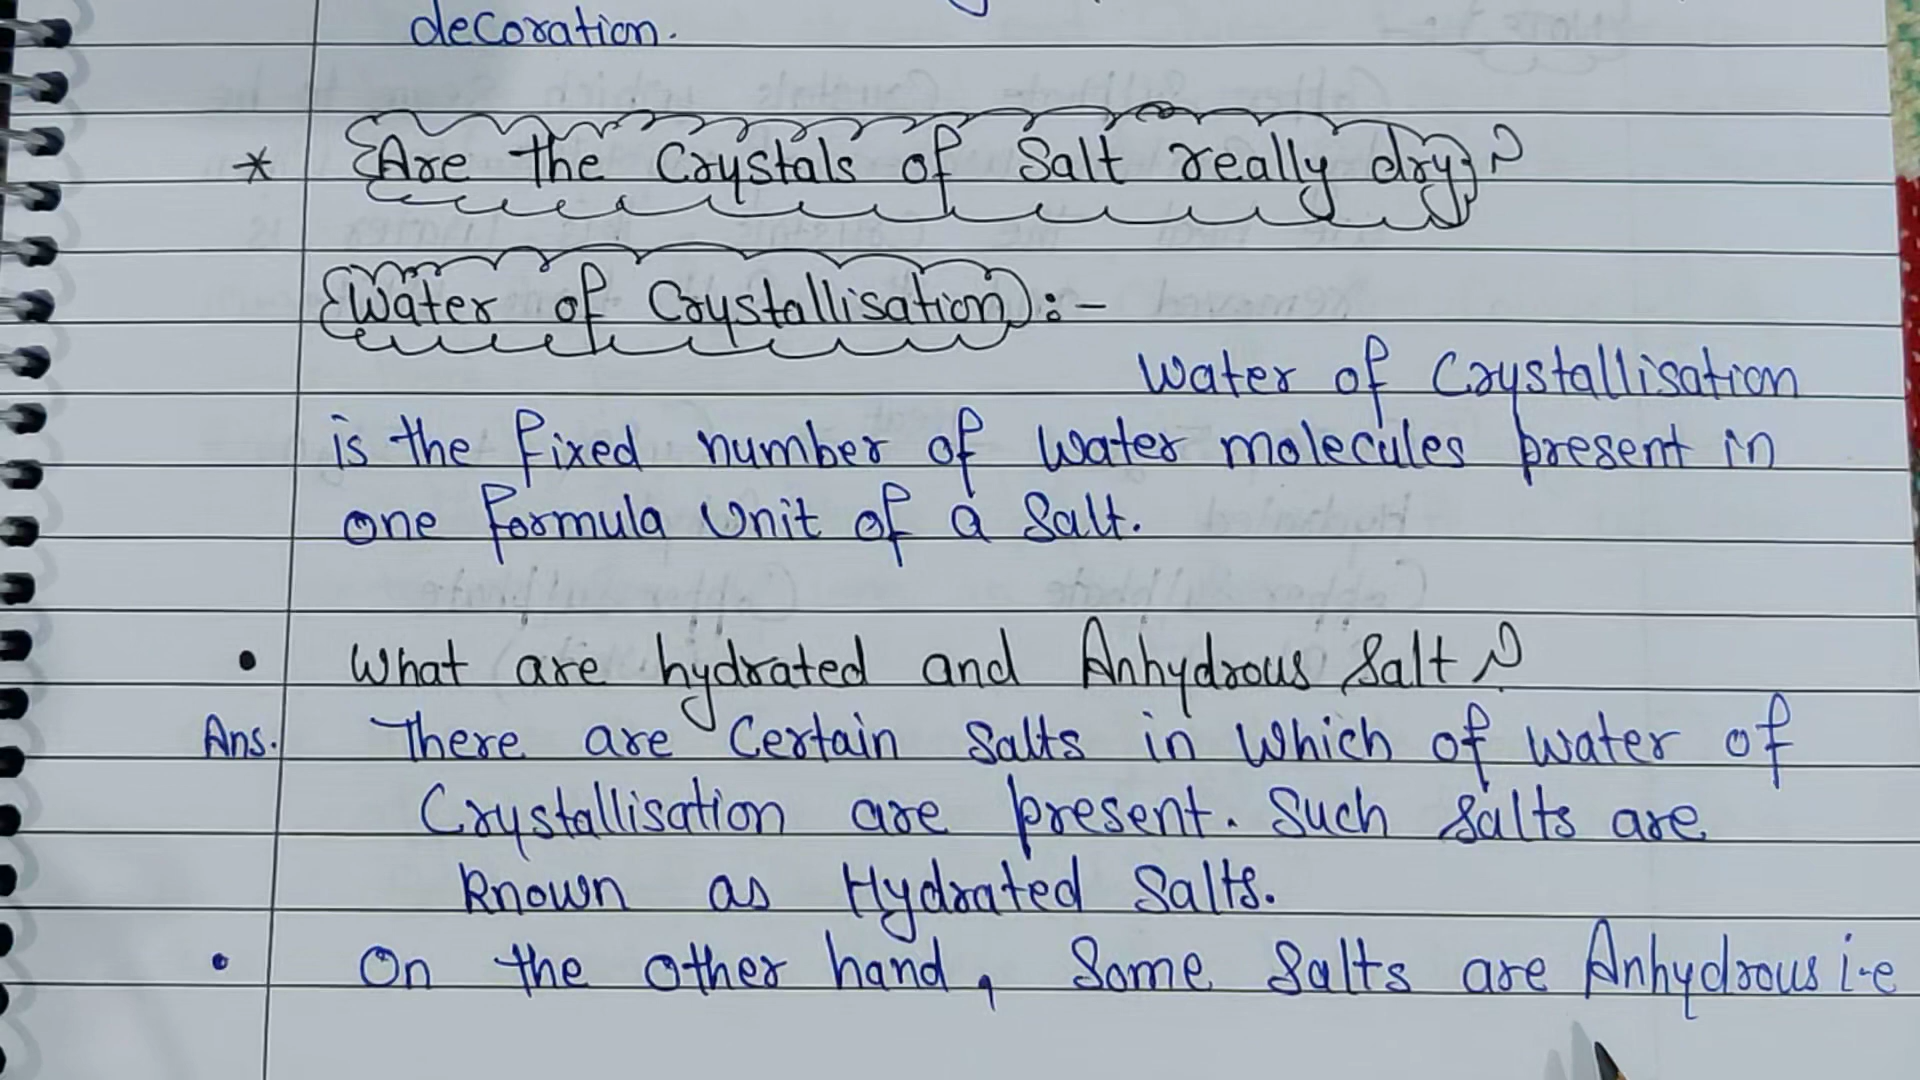 decoration.
* Are the Crystals of Salt really dry?
Water of Crystallisation :-
Water of Crystallisation
is the fixed number of water molecules present in
one formula Unit of a Salt.
• What are hydrated and Anhydrous Salt?
Ans. There are Certain Salts in which of water of
Crystallisation are present. Such Salts are
known as Hydrated Salts.
• On the other hand, Some Salts are Anhydrous i-e